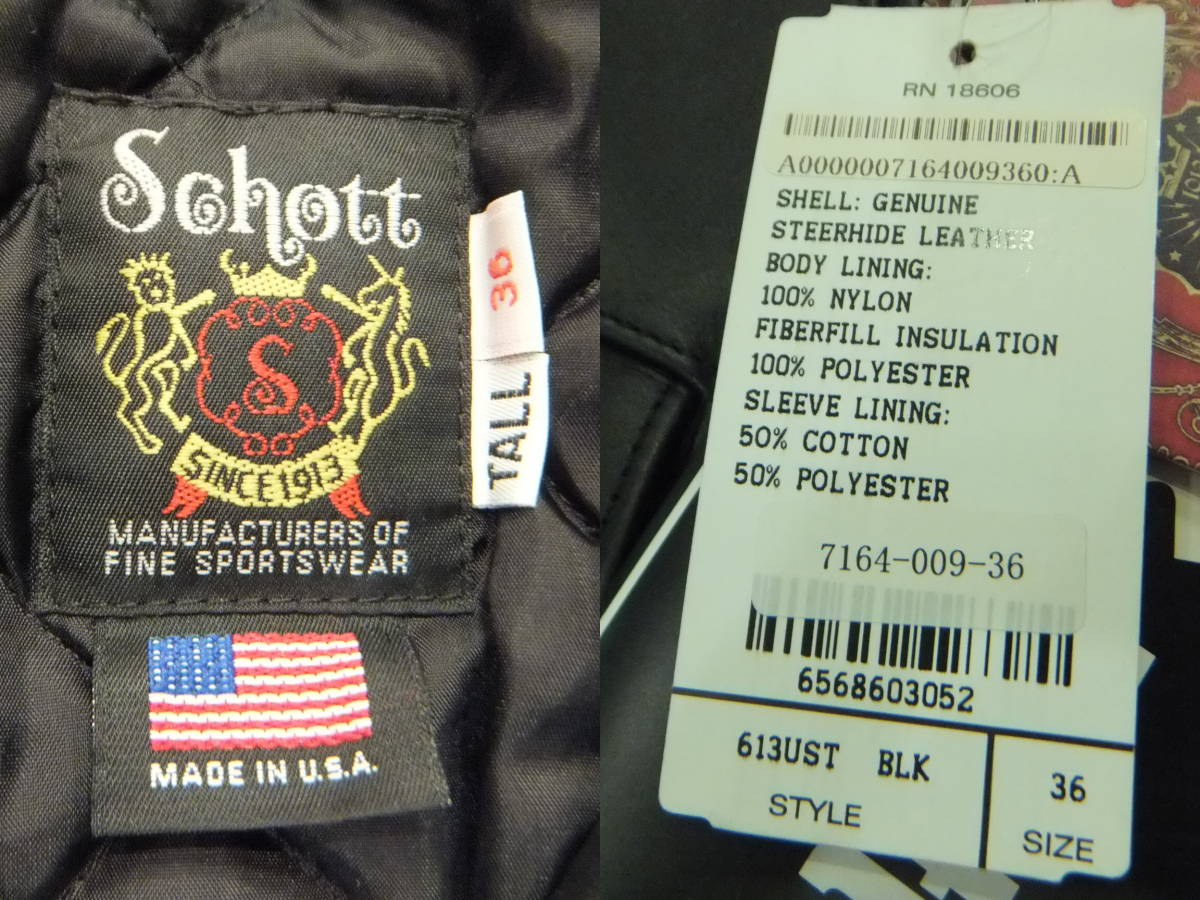 Schott
S
SINCE 1913
MANUFACTURERS OF
FINE SPORTSWEAR
36
TALL
MADE IN U.S.A.
RN 18606
A0000007164009360:A
SHELL: GENUINE
STEERHIDE LEATHER
BODY LINING:
100% NYLON
FIBERFILL INSULATION
100% POLYESTER
SLEEVE LINING:
50% COTTON
50% POLYESTER
7164-009-36
6568603052
613UST BLK
STYLE
36
SIZE